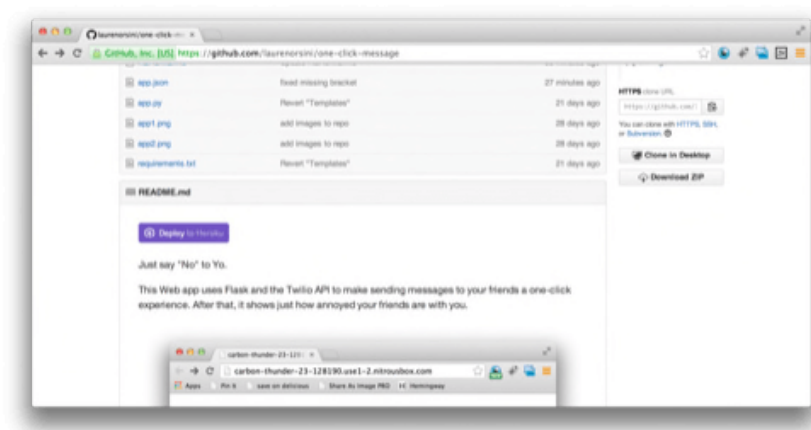 laurenorsini/one-click-me
GitHub, Inc. [US] https://github.com/laurenorsini/one-click-message
app.json fixed missing bracket 27 minutes ago
app.py Revert "Templates" 21 days ago
app1.png add images to repo 28 days ago
app2.png add images to repo 28 days ago
requirements.txt Revert "Templates" 21 days ago
HTTPS clone URL
https://github.com/l
You can clone with HTTPS, SSH,
or Subversion.
Clone in Desktop
Download ZIP
README.md
Deploy to Heroku
Just say "No" to Yo.
This Web app uses Flask and the Twilio API to make sending messages to your friends a one-click
experience. After that, it shows just how annoyed your friends are with you.
carbon-thunder-23-128
carbon-thunder-23-128190.use1-2.nitrousbox.com
Apps Pin It save on delicious Share As Image PRO Hemingway